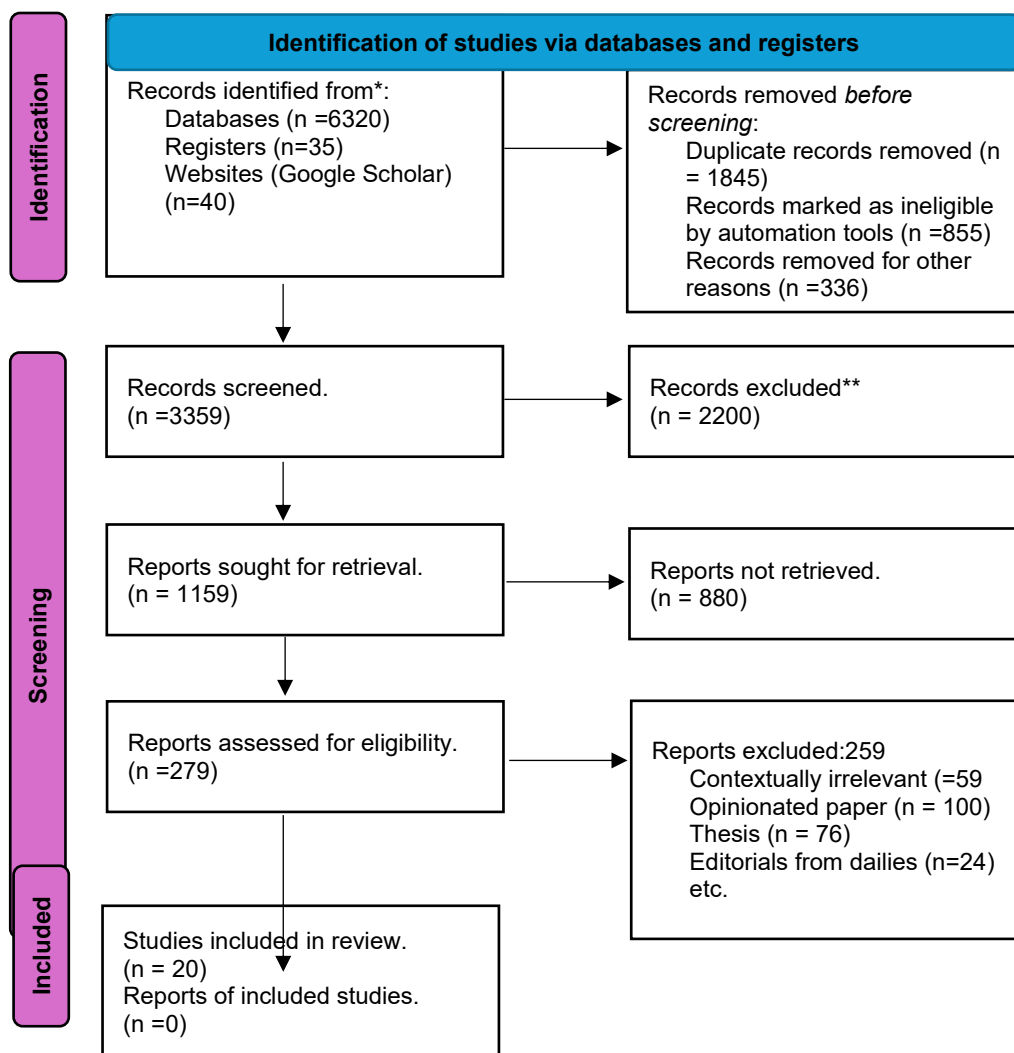 Identification of studies via databases and registers
Identification
Records identified from*:
Databases (n =6320)
Registers (n=35)
Websites (Google Scholar)
(n=40)
Records removed before
screening:
Duplicate records removed (n
= 1845)
Records marked as ineligible
by automation tools (n =855)
Records removed for other
reasons (n =336)
Screening
Records screened.
(n =3359)
Records excluded**
(n = 2200)
Reports sought for retrieval.
(n = 1159)
Reports not retrieved.
(n = 880)
Reports assessed for eligibility.
(n =279)
Reports excluded:259
Contextually irrelevant (=59
Opinionated paper (n = 100)
Thesis (n = 76)
Editorials from dailies (n=24)
etc.
Included
Studies included in review.
(n = 20)
Reports of included studies.
(n =0)